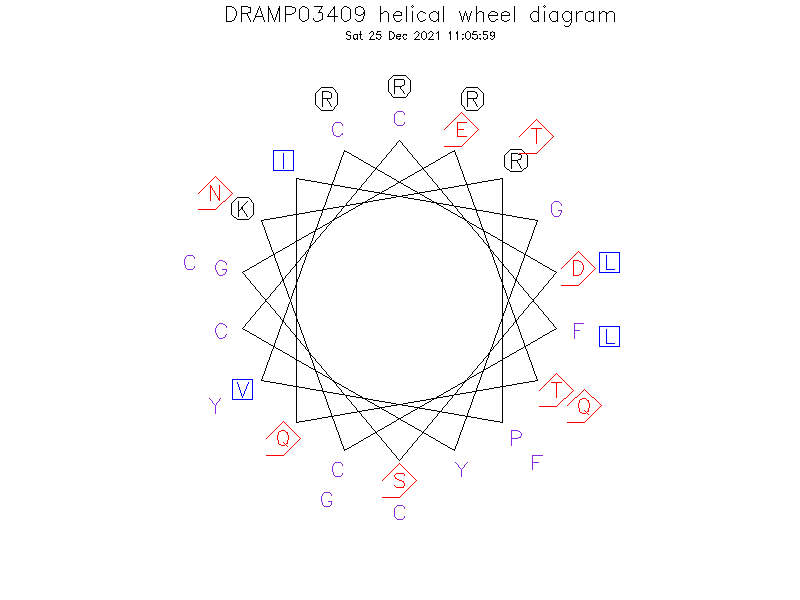 DRAMP03409 helical wheel diagram
Sat 25 Dec 2021 11:05:59
R
R R
C
C E T
I R
N K G
C G D L
C F L
V T Q
Y
Q P
C S Y F
G C